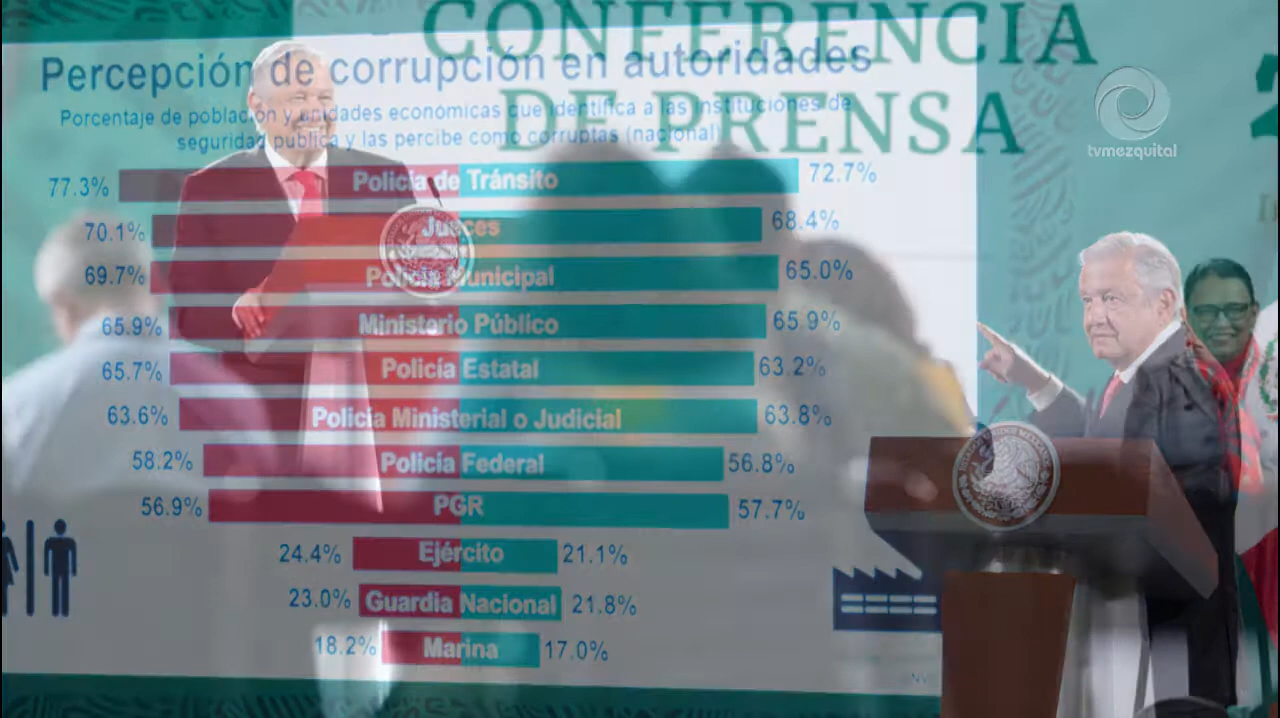 CONFERENCIA
DE PRENSA
tvmezquital
Percepción de corrupción en autoridades
Porcentaje de población y unidades económicas que identifica a las instituciones de
seguridad pública y las percibe como corruptas (nacional)
77.3% Policía de Tránsito 72.7%
70.1% Jueces 68.4%
69.7% Policía Municipal 65.0%
65.9% Ministerio Público 65.9%
65.7% Policía Estatal 63.2%
63.6% Policía Ministerial o Judicial 63.8%
58.2% Policía Federal 56.8%
56.9% PGR 57.7%
24.4% Ejército 21.1%
23.0% Guardia Nacional 21.8%
18.2% Marina 17.0%